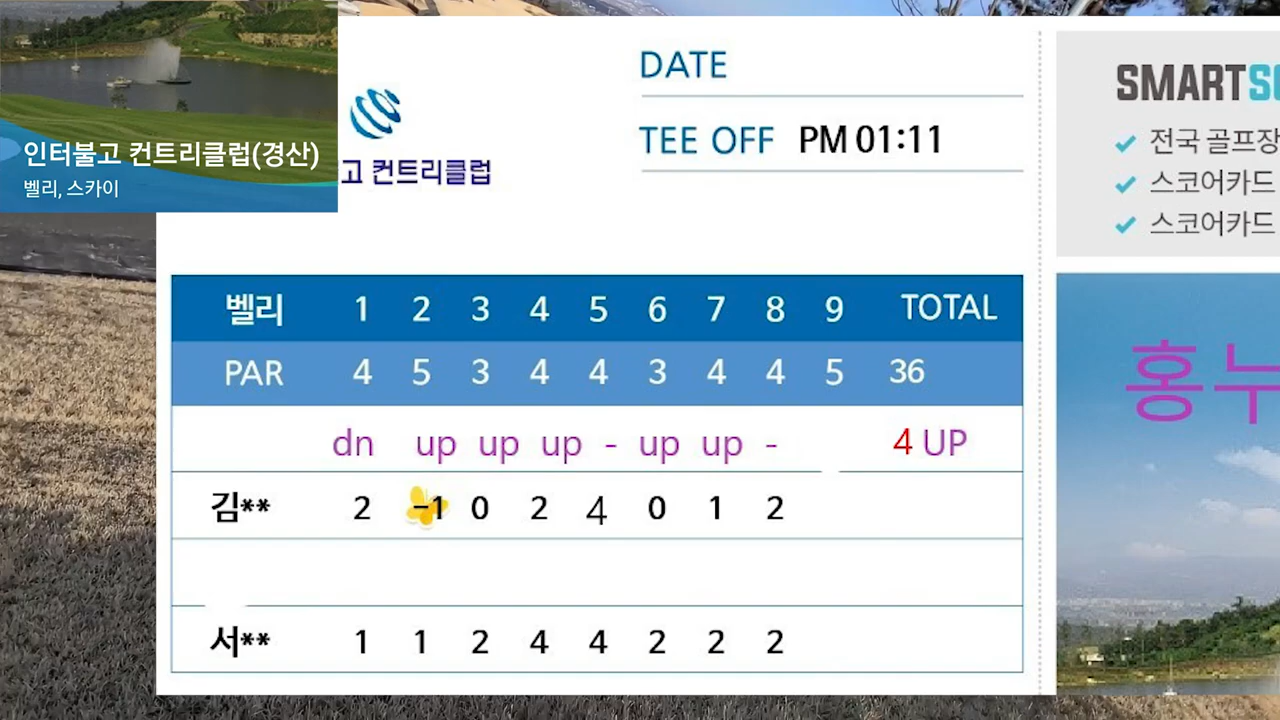 인터불고 컨트리클럽(경산)
벨리, 스카이
고 컨트리클럽
DATE
TEE OFF PM 01:11
벨리 1 2 3 4 5 6 7 8 9 TOTAL
PAR 4 5 3 4 4 3 4 4 5 36
dn up up up - up up - 4 UP
김** 2 -1 0 2 4 0 1 2
서** 1 1 2 4 4 2 2 2
SMARTSC
전국 골프장
스코어카드
스코어카드
홍누